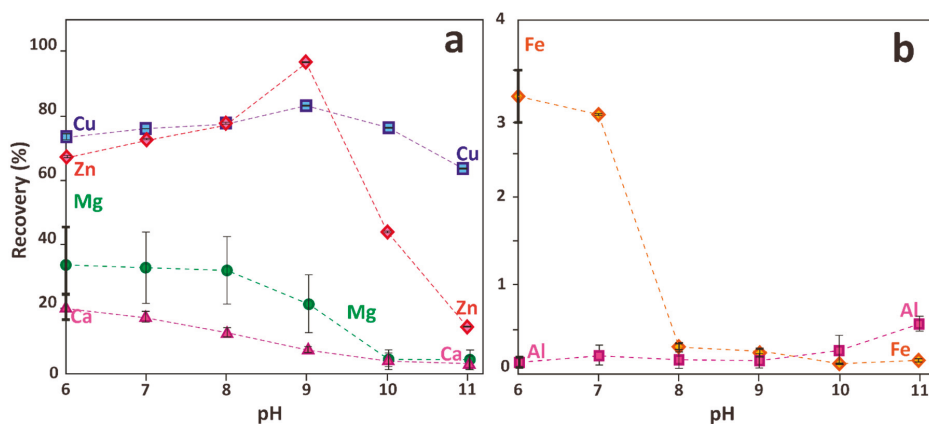 a
100
80
60
40
20
0
Recovery (%)
Cu
Zn
Mg
Ca
Mg
Cu
Zn
Ca
6 7 8 9 10 11
pH
b
4
3
2
1
0
Fe
Al
Al
Fe
6 7 8 9 10 11
pH